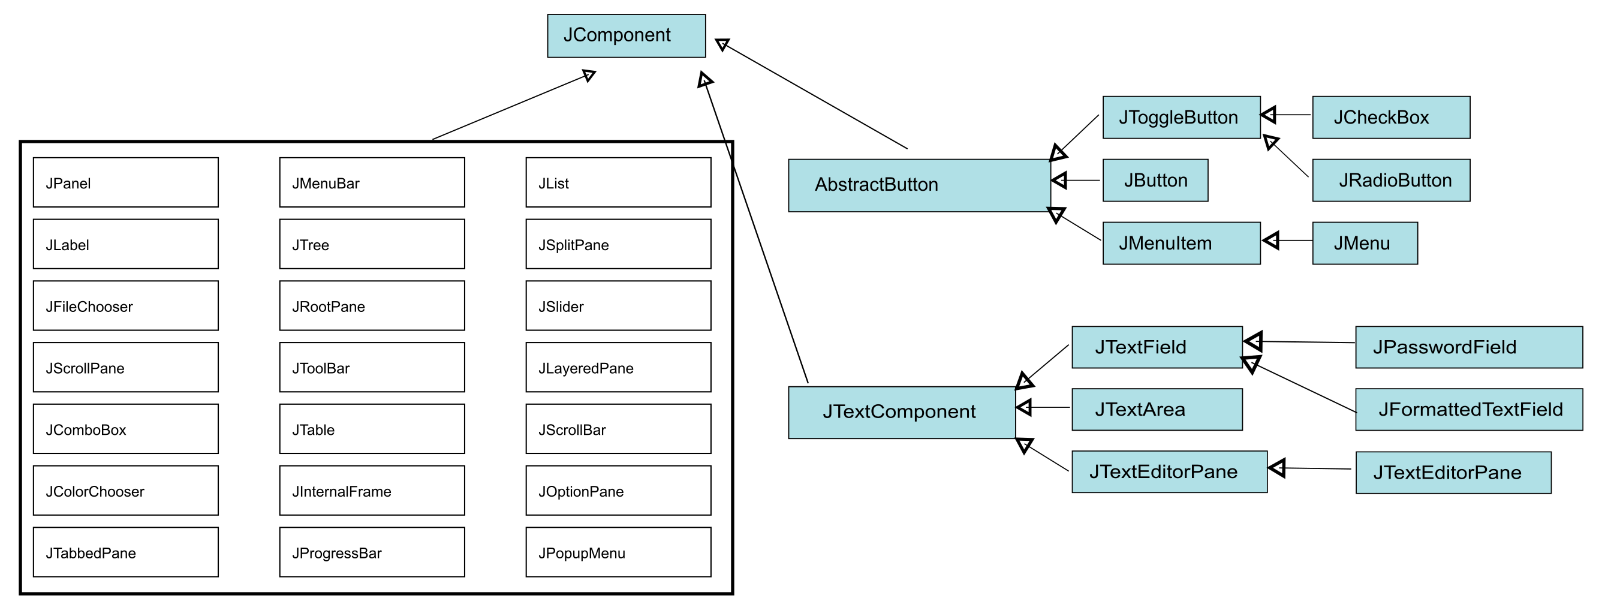 JComponent
JPanel
JMenuBar
JList
JLabel
JTree
JSplitPane
JFileChooser
JRootPane
JSlider
JScrollPane
JToolBar
JLayeredPane
JComboBox
JTable
JScrollBar
JColorChooser
JInternalFrame
JOptionPane
JTabbedPane
JProgressBar
JPopupMenu
AbstractButton
JToggleButton
JCheckBox
JButton
JRadioButton
JMenuItem
JMenu
JTextComponent
JTextField
JPasswordField
JTextArea
JFormattedTextField
JTextEditorPane
JTextEditorPane